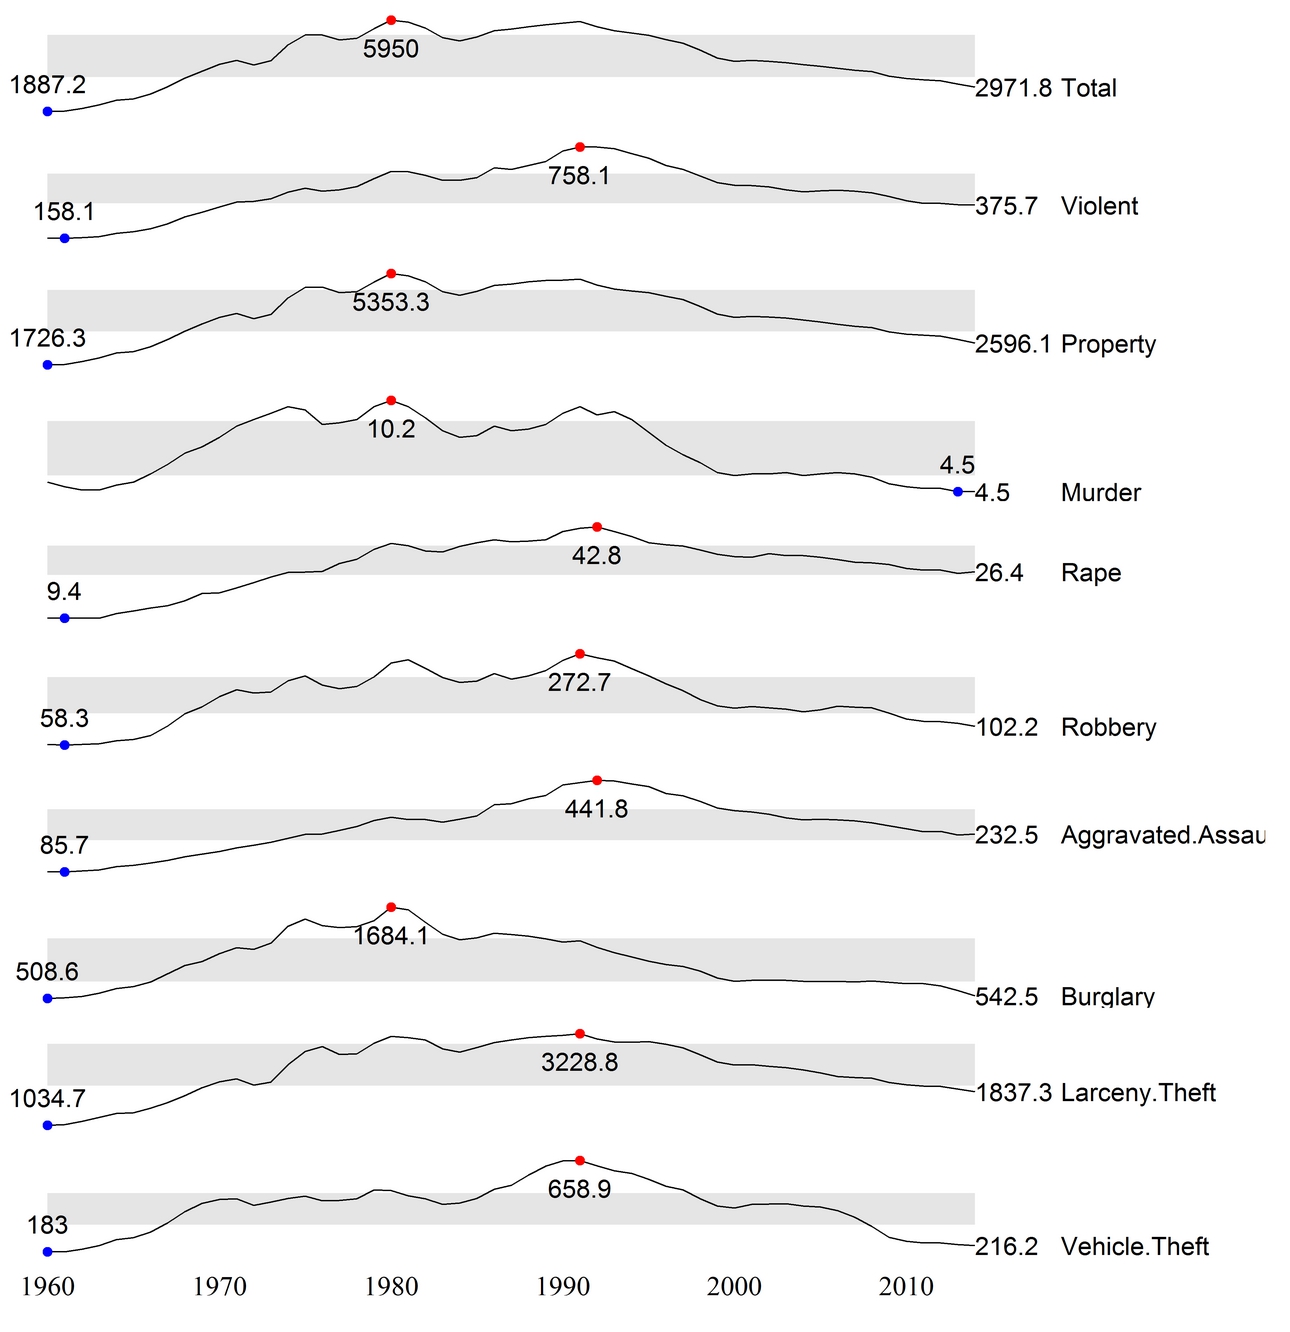 5950
1887.2
2971.8 Total
758.1
158.1
375.7 Violent
5353.3
1726.3
2596.1 Property
10.2
4.5
4.5 Murder
42.8
9.4
26.4 Rape
272.7
58.3
102.2 Robbery
441.8
85.7
232.5 Aggravated.Assau
1684.1
508.6
542.5 Burglary
3228.8
1034.7
1837.3 Larceny.Theft
658.9
183
216.2 Vehicle.Theft
1960 1970 1980 1990 2000 2010